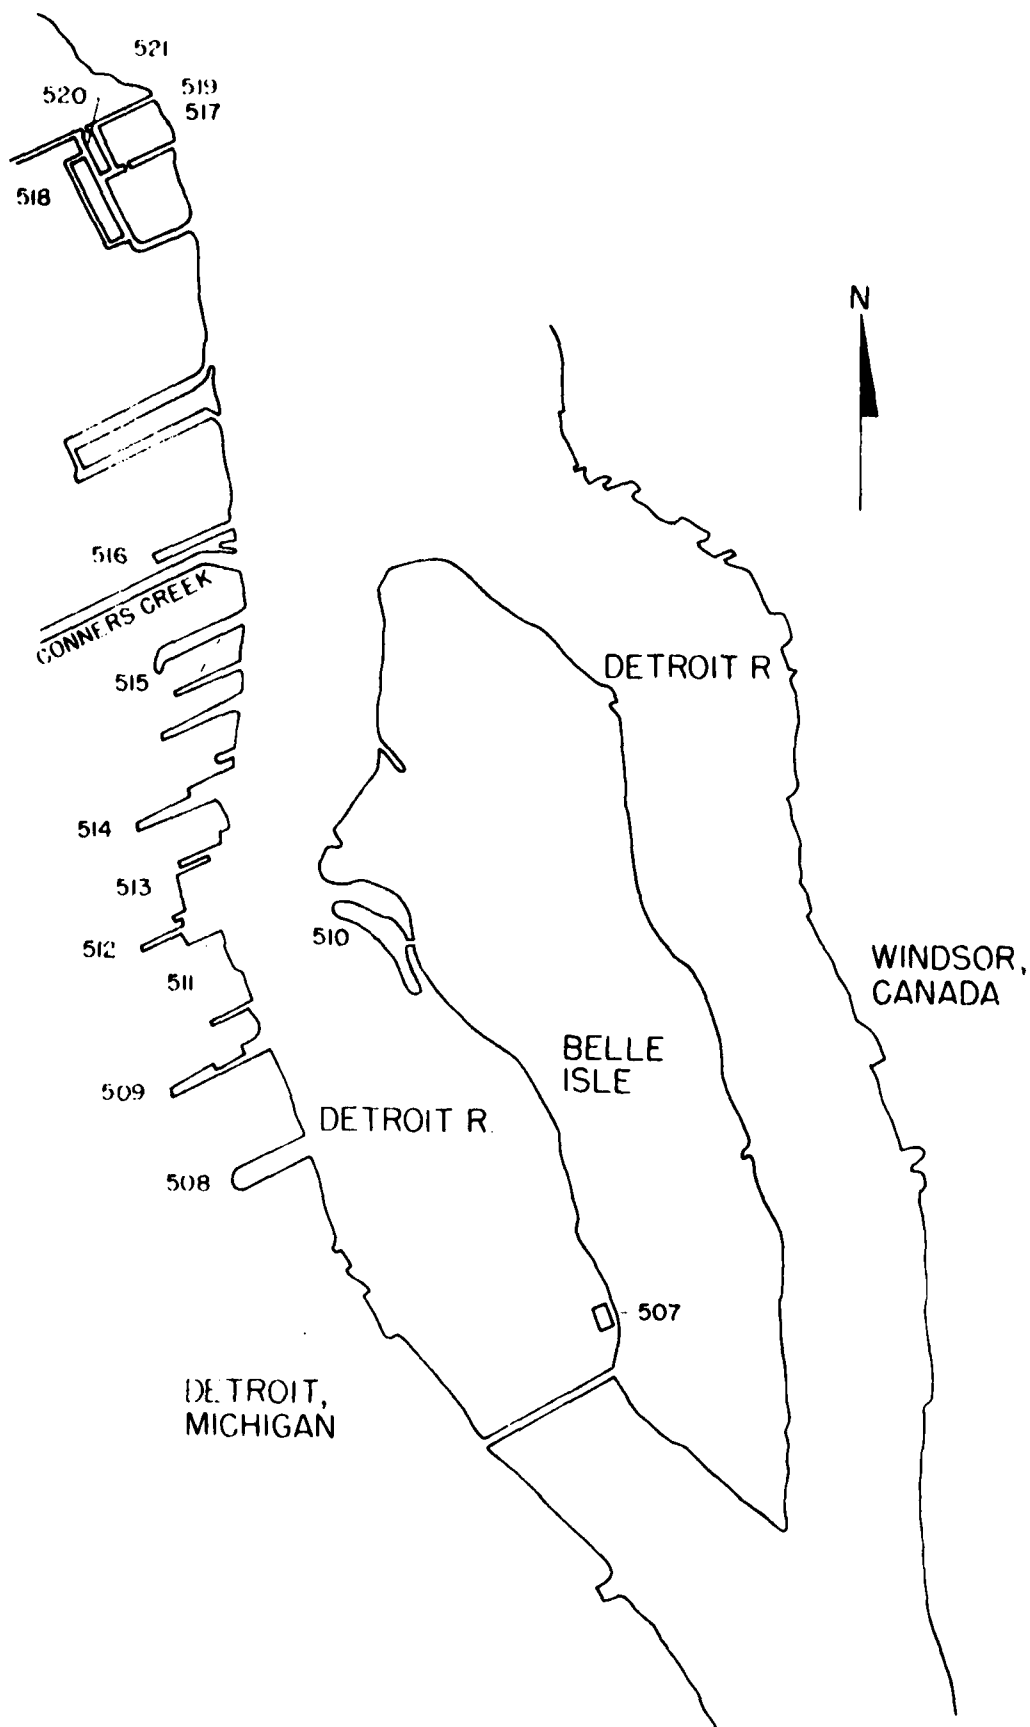 521
519
520
517
518
N
516
CONNERS CREEK
DETROIT R
515
514
513
510
512
WINDSOR,
CANADA
511
BELLE
ISLE
509
DETROIT R.
508
507
DETROIT,
MICHIGAN